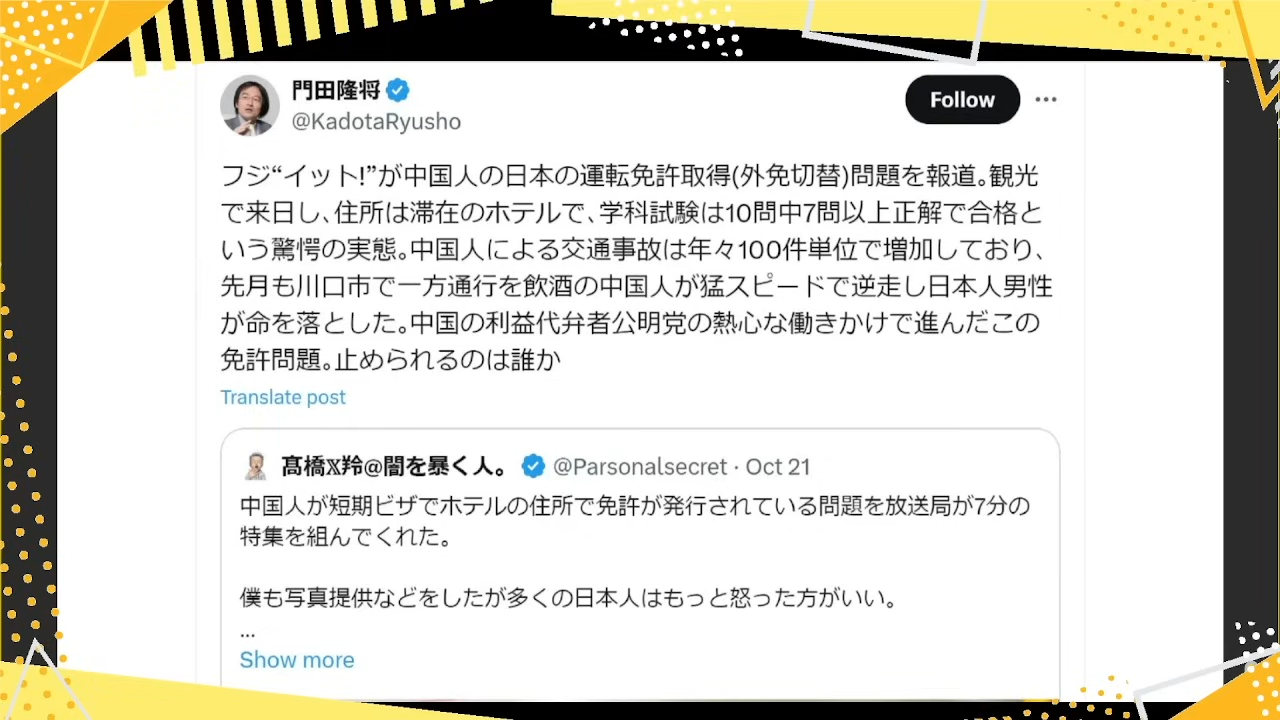 門田隆将
@KadotaRyusho
Follow
フジ“イット!”が中国人の日本の運転免許取得(外免切替)問題を報道。観光
で来日し、住所は滞在のホテルで、学科試験は10問中7問以上正解で合格と
いう驚愕の実態。中国人による交通事故は年々100件単位で増加しており、
先月も川口市で一方通行を飲酒の中国人が猛スピードで逆走し日本人男性
が命を落とした。中国の利益代弁者公明党の熱心な働きかけで進んだこの
免許問題。止められるのは誰か
Translate post
髙橋𝕏羚@闇を暴く人。 @Parsonalsecret · Oct 21
中国人が短期ビザでホテルの住所で免許が発行されている問題を放送局が7分の
特集を組んでくれた。
僕も写真提供などをしたが多くの日本人はもっと怒った方がいい。
...
Show more